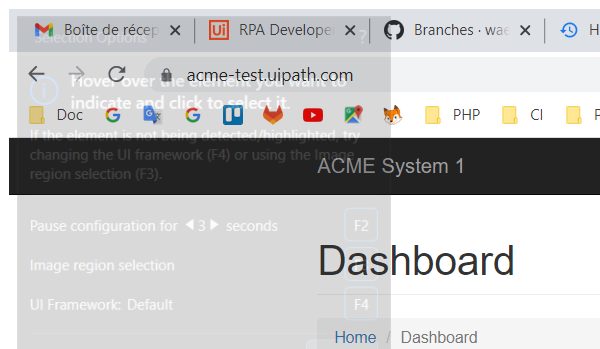 Boîte de récep
RPA Developer
Branches · wae
H
Selection Options
?
acme-test.uipath.com
Hover over the element you want to
indicate and click to select it.
Doc
PHP
CI
If the element is not being detected/highlighted, try
changing the UI framework (F4) or using the Image
region selection (F3).
ACME System 1
Pause configuration for 3 seconds
F2
Dashboard
Image region selection
UI Framework: Default
F4
Home / Dashboard